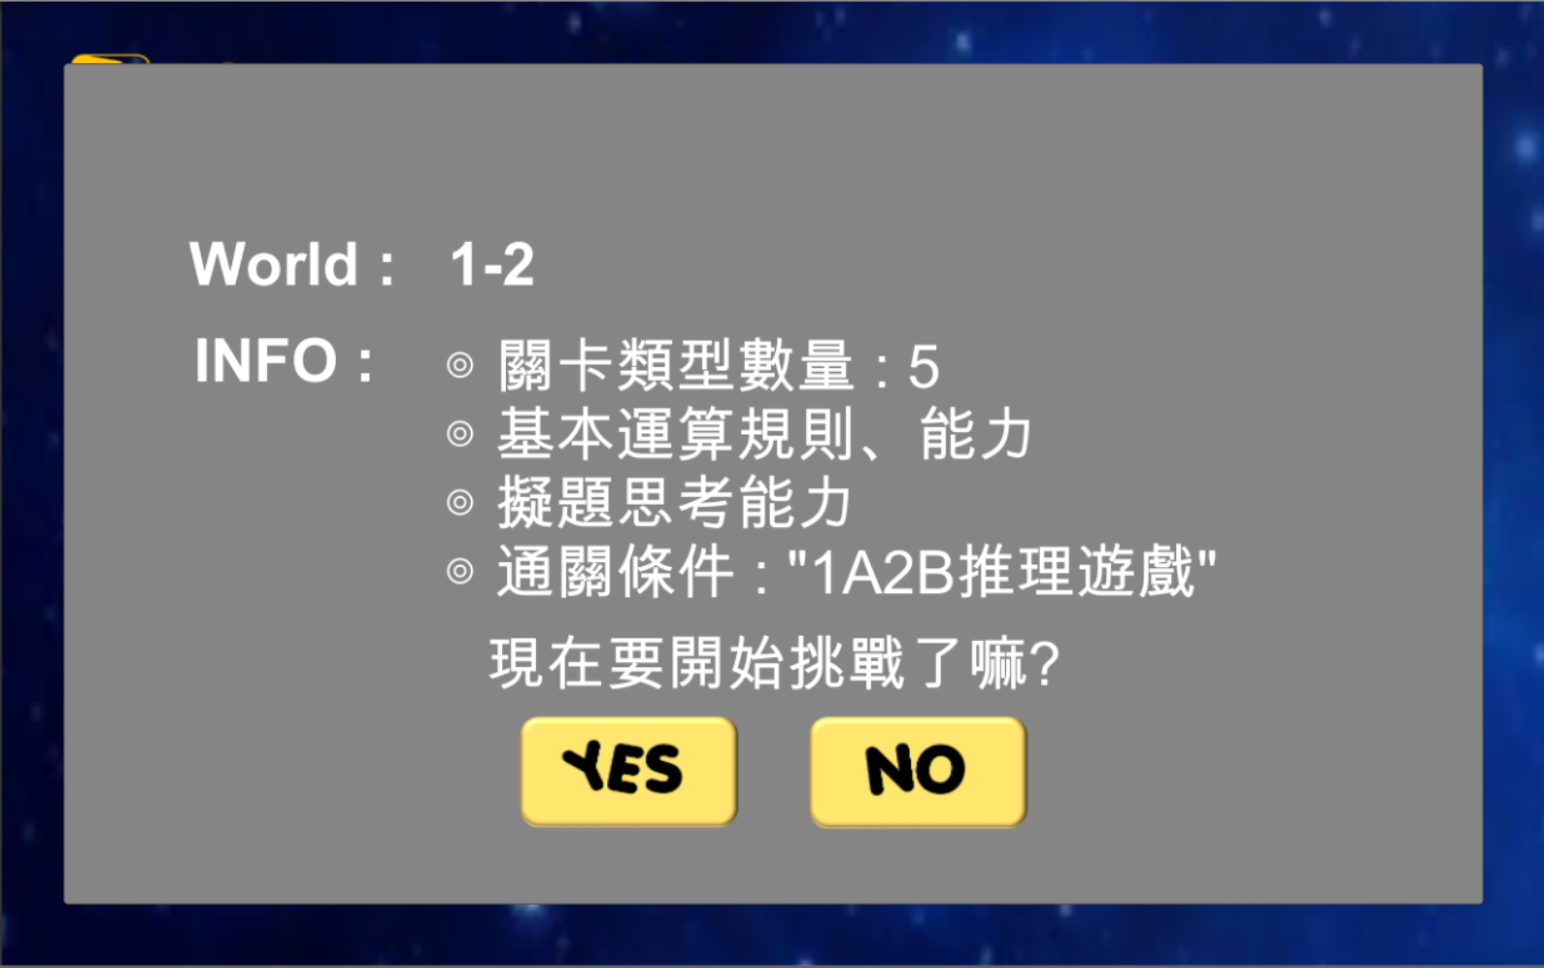 World : 1-2
INFO : ◎ 關卡類型數量 : 5
◎ 基本運算規則、能力
◎ 擬題思考能力
◎ 通關條件 : "1A2B推理遊戲"
現在要開始挑戰了嘛?
YES NO